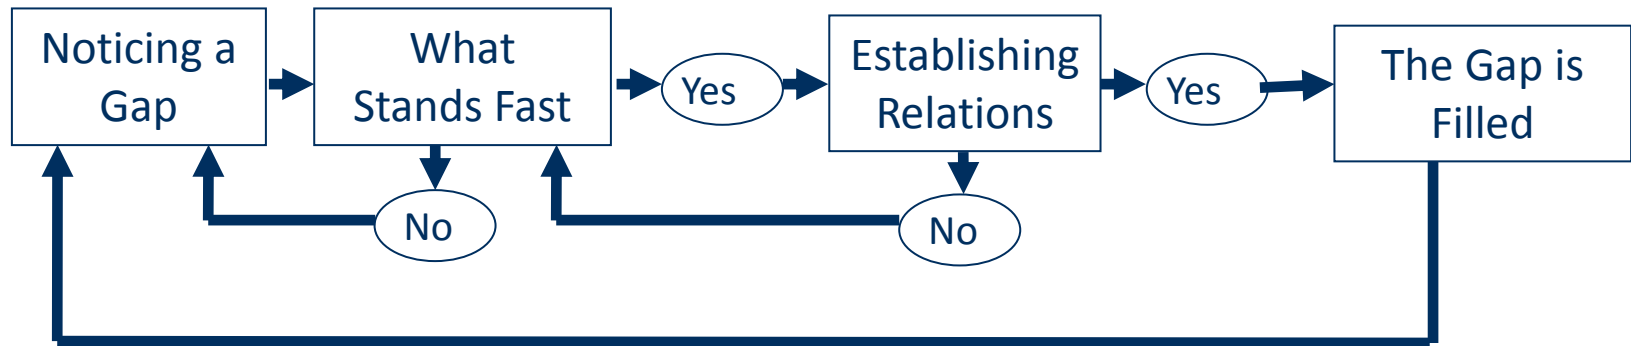 Noticing a
Gap
What
Stands Fast
Yes
Establishing
Relations
Yes
The Gap is
Filled
No
No